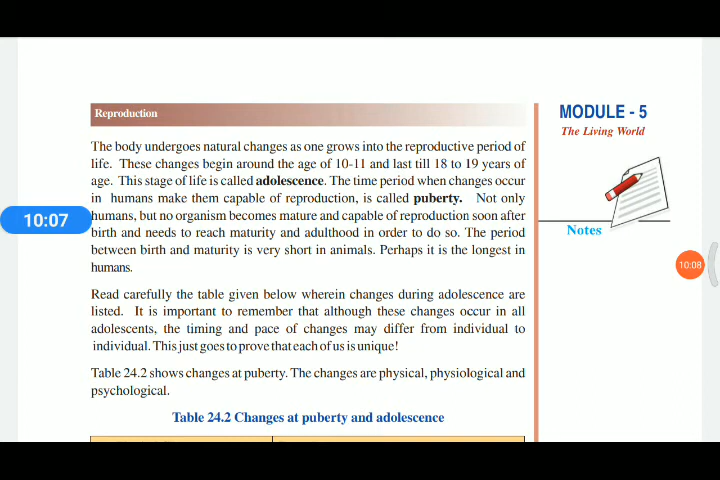 Reproduction
MODULE - 5
The Living World
The body undergoes natural changes as one grows into the reproductive period of
life. These changes begin around the age of 10-11 and last till 18 to 19 years of
age. This stage of life is called adolescence. The time period when changes occur
in humans make them capable of reproduction, is called puberty. Not only
humans, but no organism becomes mature and capable of reproduction soon after
birth and needs to reach maturity and adulthood in order to do so. The period
between birth and maturity is very short in animals. Perhaps it is the longest in
humans.
10:07
Notes
10:08
Read carefully the table given below wherein changes during adolescence are
listed. It is important to remember that although these changes occur in all
adolescents, the timing and pace of changes may differ from individual to
individual. This just goes to prove that each of us is unique!
Table 24.2 shows changes at puberty. The changes are physical, physiological and
psychological.
Table 24.2 Changes at puberty and adolescence